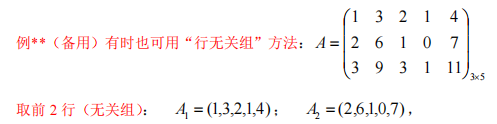 例**（备用）有时也可用“行无关组”方法：A = (1 3 2 1 4
2 6 1 0 7
3 9 3 1 11)3×5
取前 2 行（无关组）： A1 = (1,3,2,1,4)； A2 = (2,6,1,0,7)，